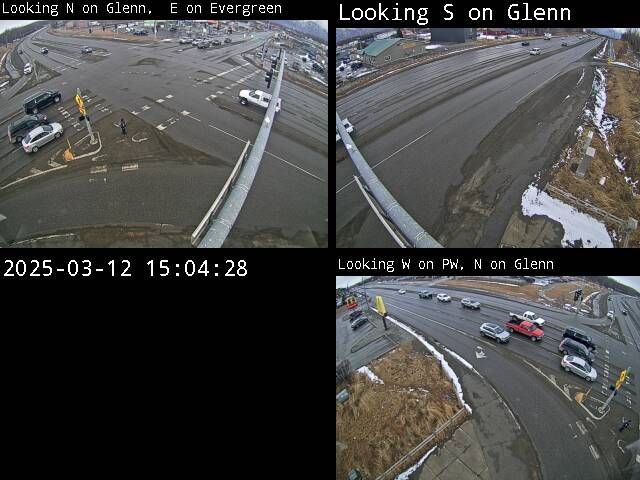 Looking N on Glenn,  E on Evergreen
Looking S on Glenn
2025-03-12 15:04:28
Looking W on PW, N on Glenn